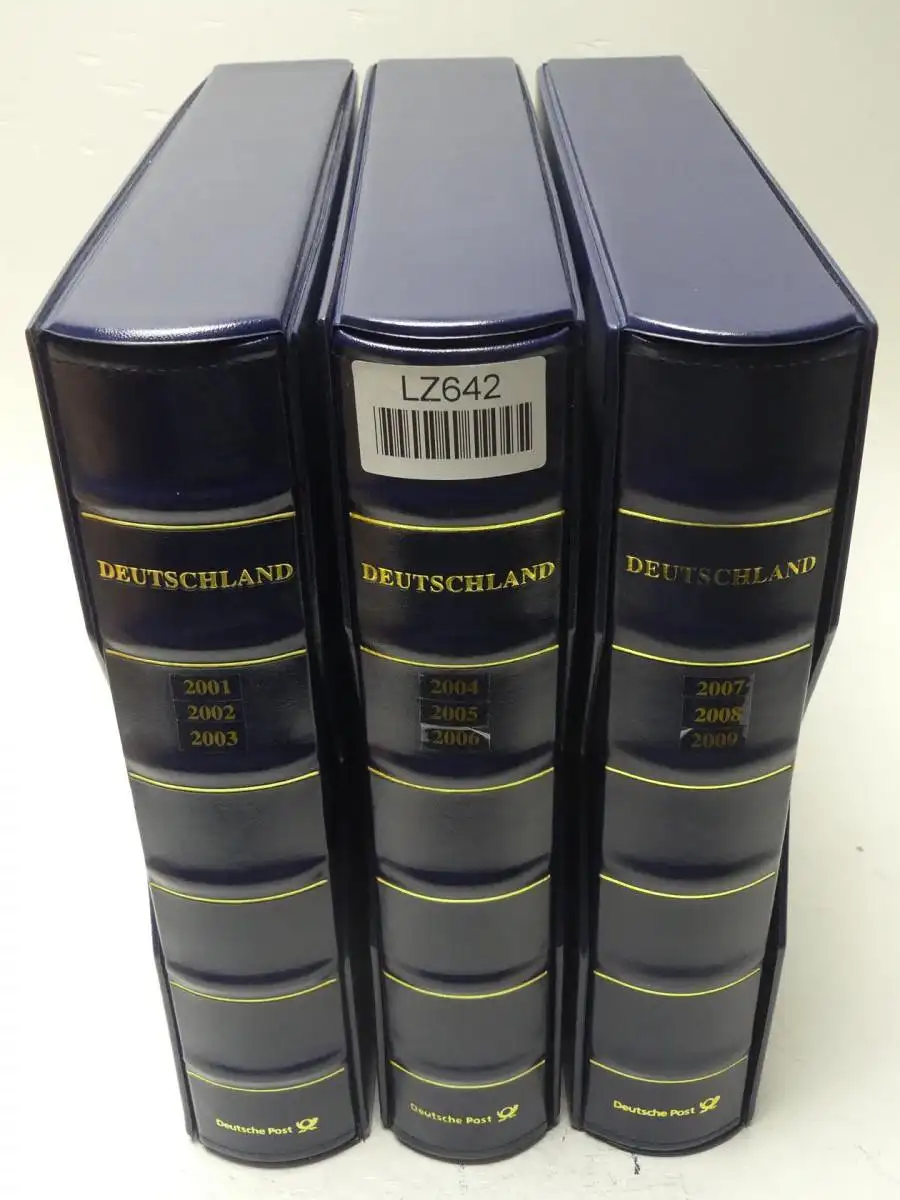 LZ642
DEUTSCHLAND
2001
2002
2003
Deutsche Post
DEUTSCHLAND
2004
2005
2006
Deutsche Post
DEUTSCHLAND
2007
2008
2009
Deutsche Post